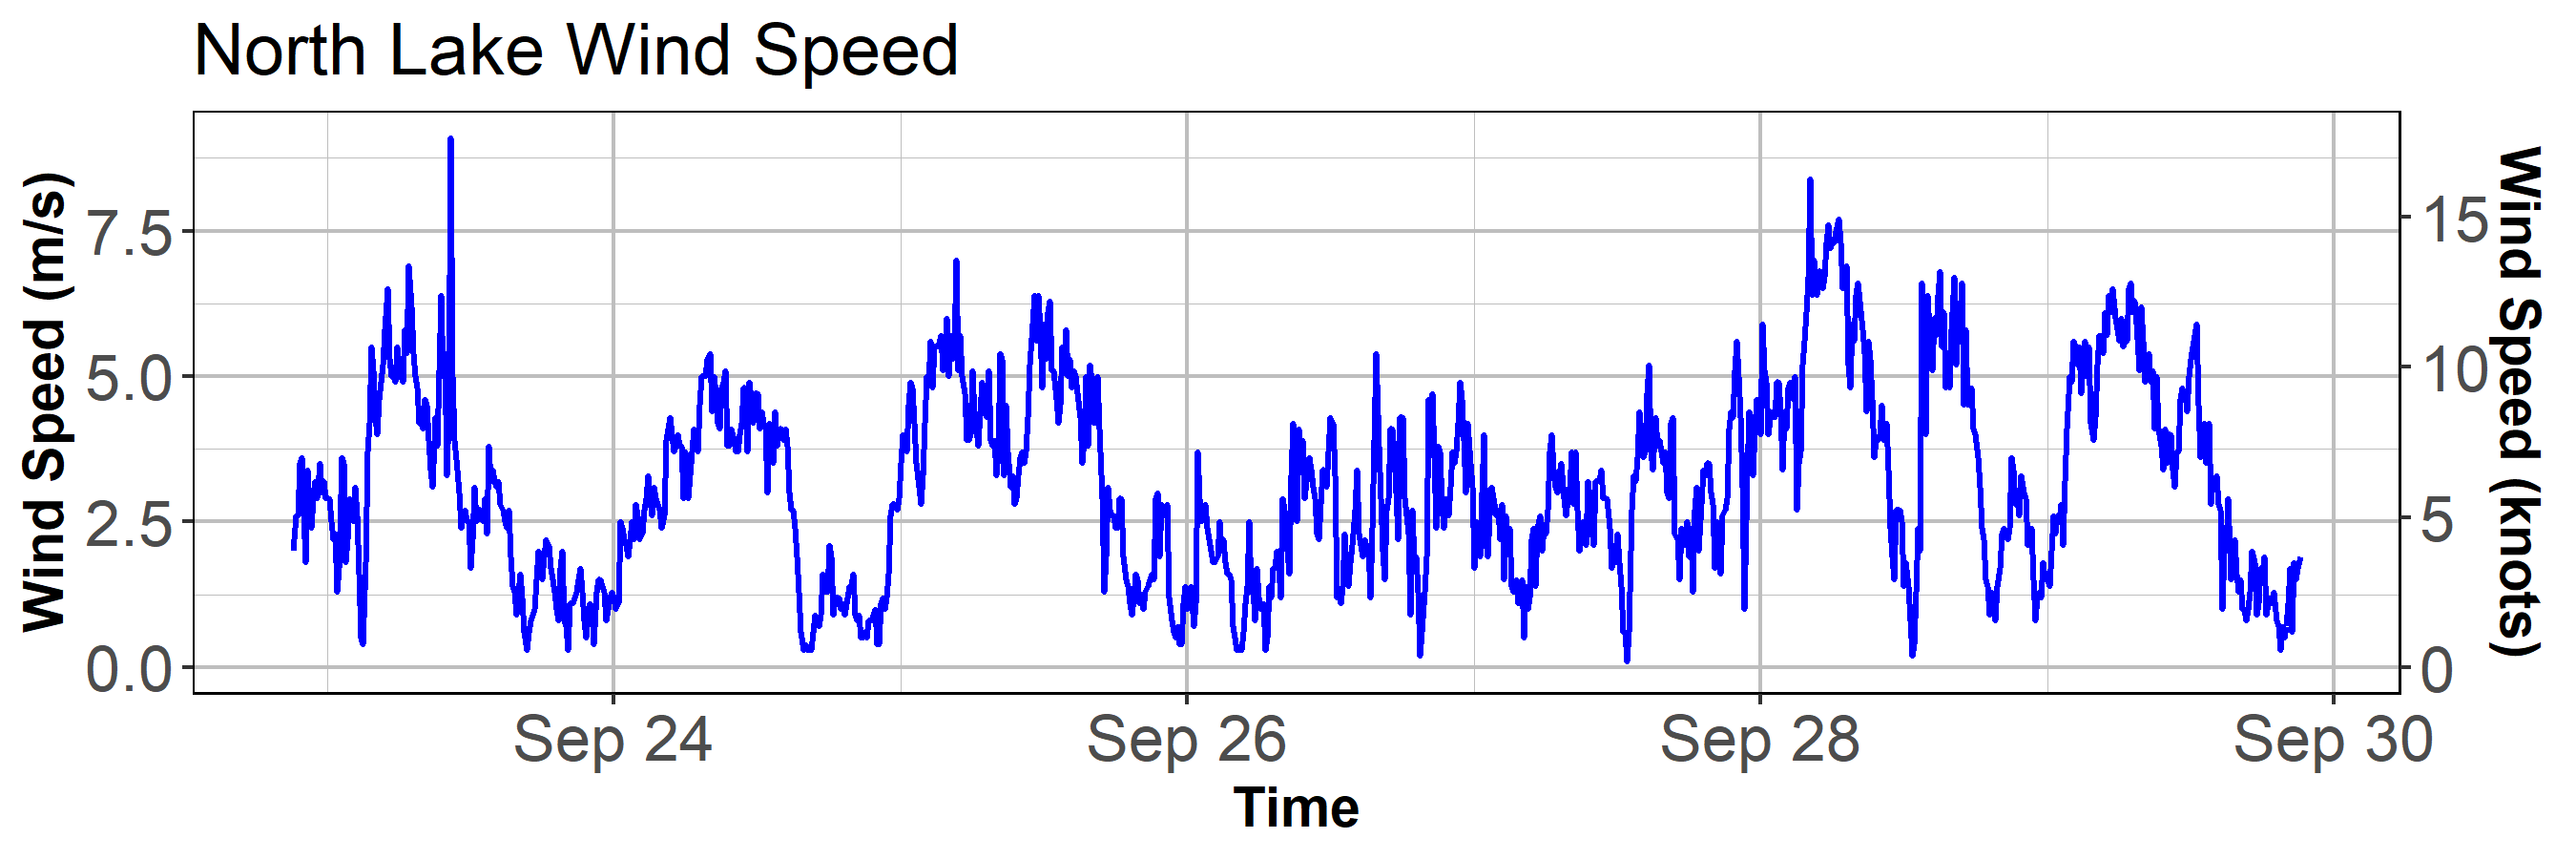 North Lake Wind Speed
Wind Speed (m/s)
7.5
5.0
2.5
0.0
15
10
5
0
Wind Speed (knots)
Sep 24
Sep 26
Sep 28
Sep 30
Time